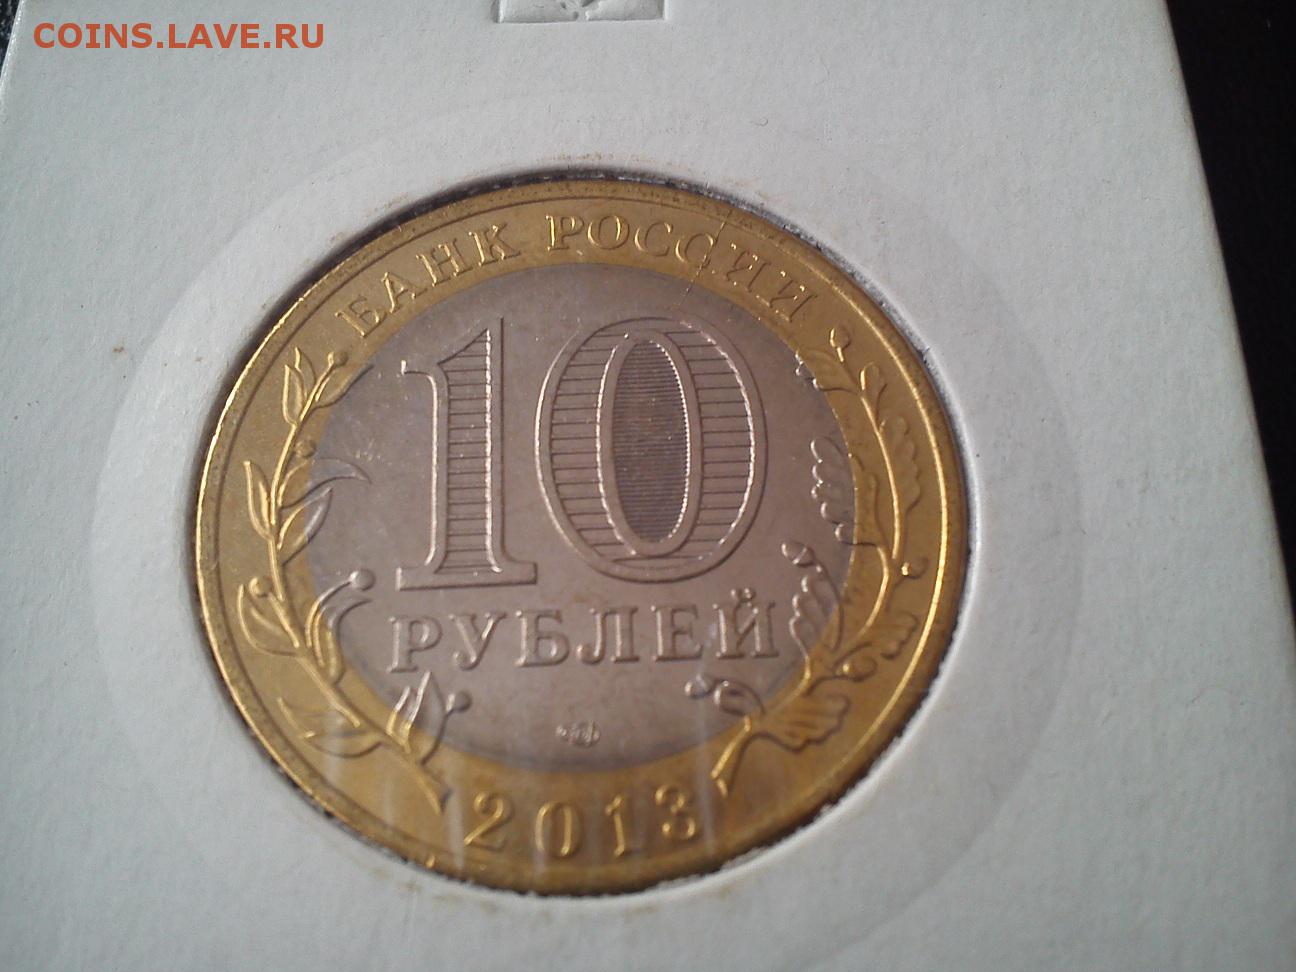 COINS.LAVE.RU
БАНК РОССИИ
10
РУБЛЕЙ
2013